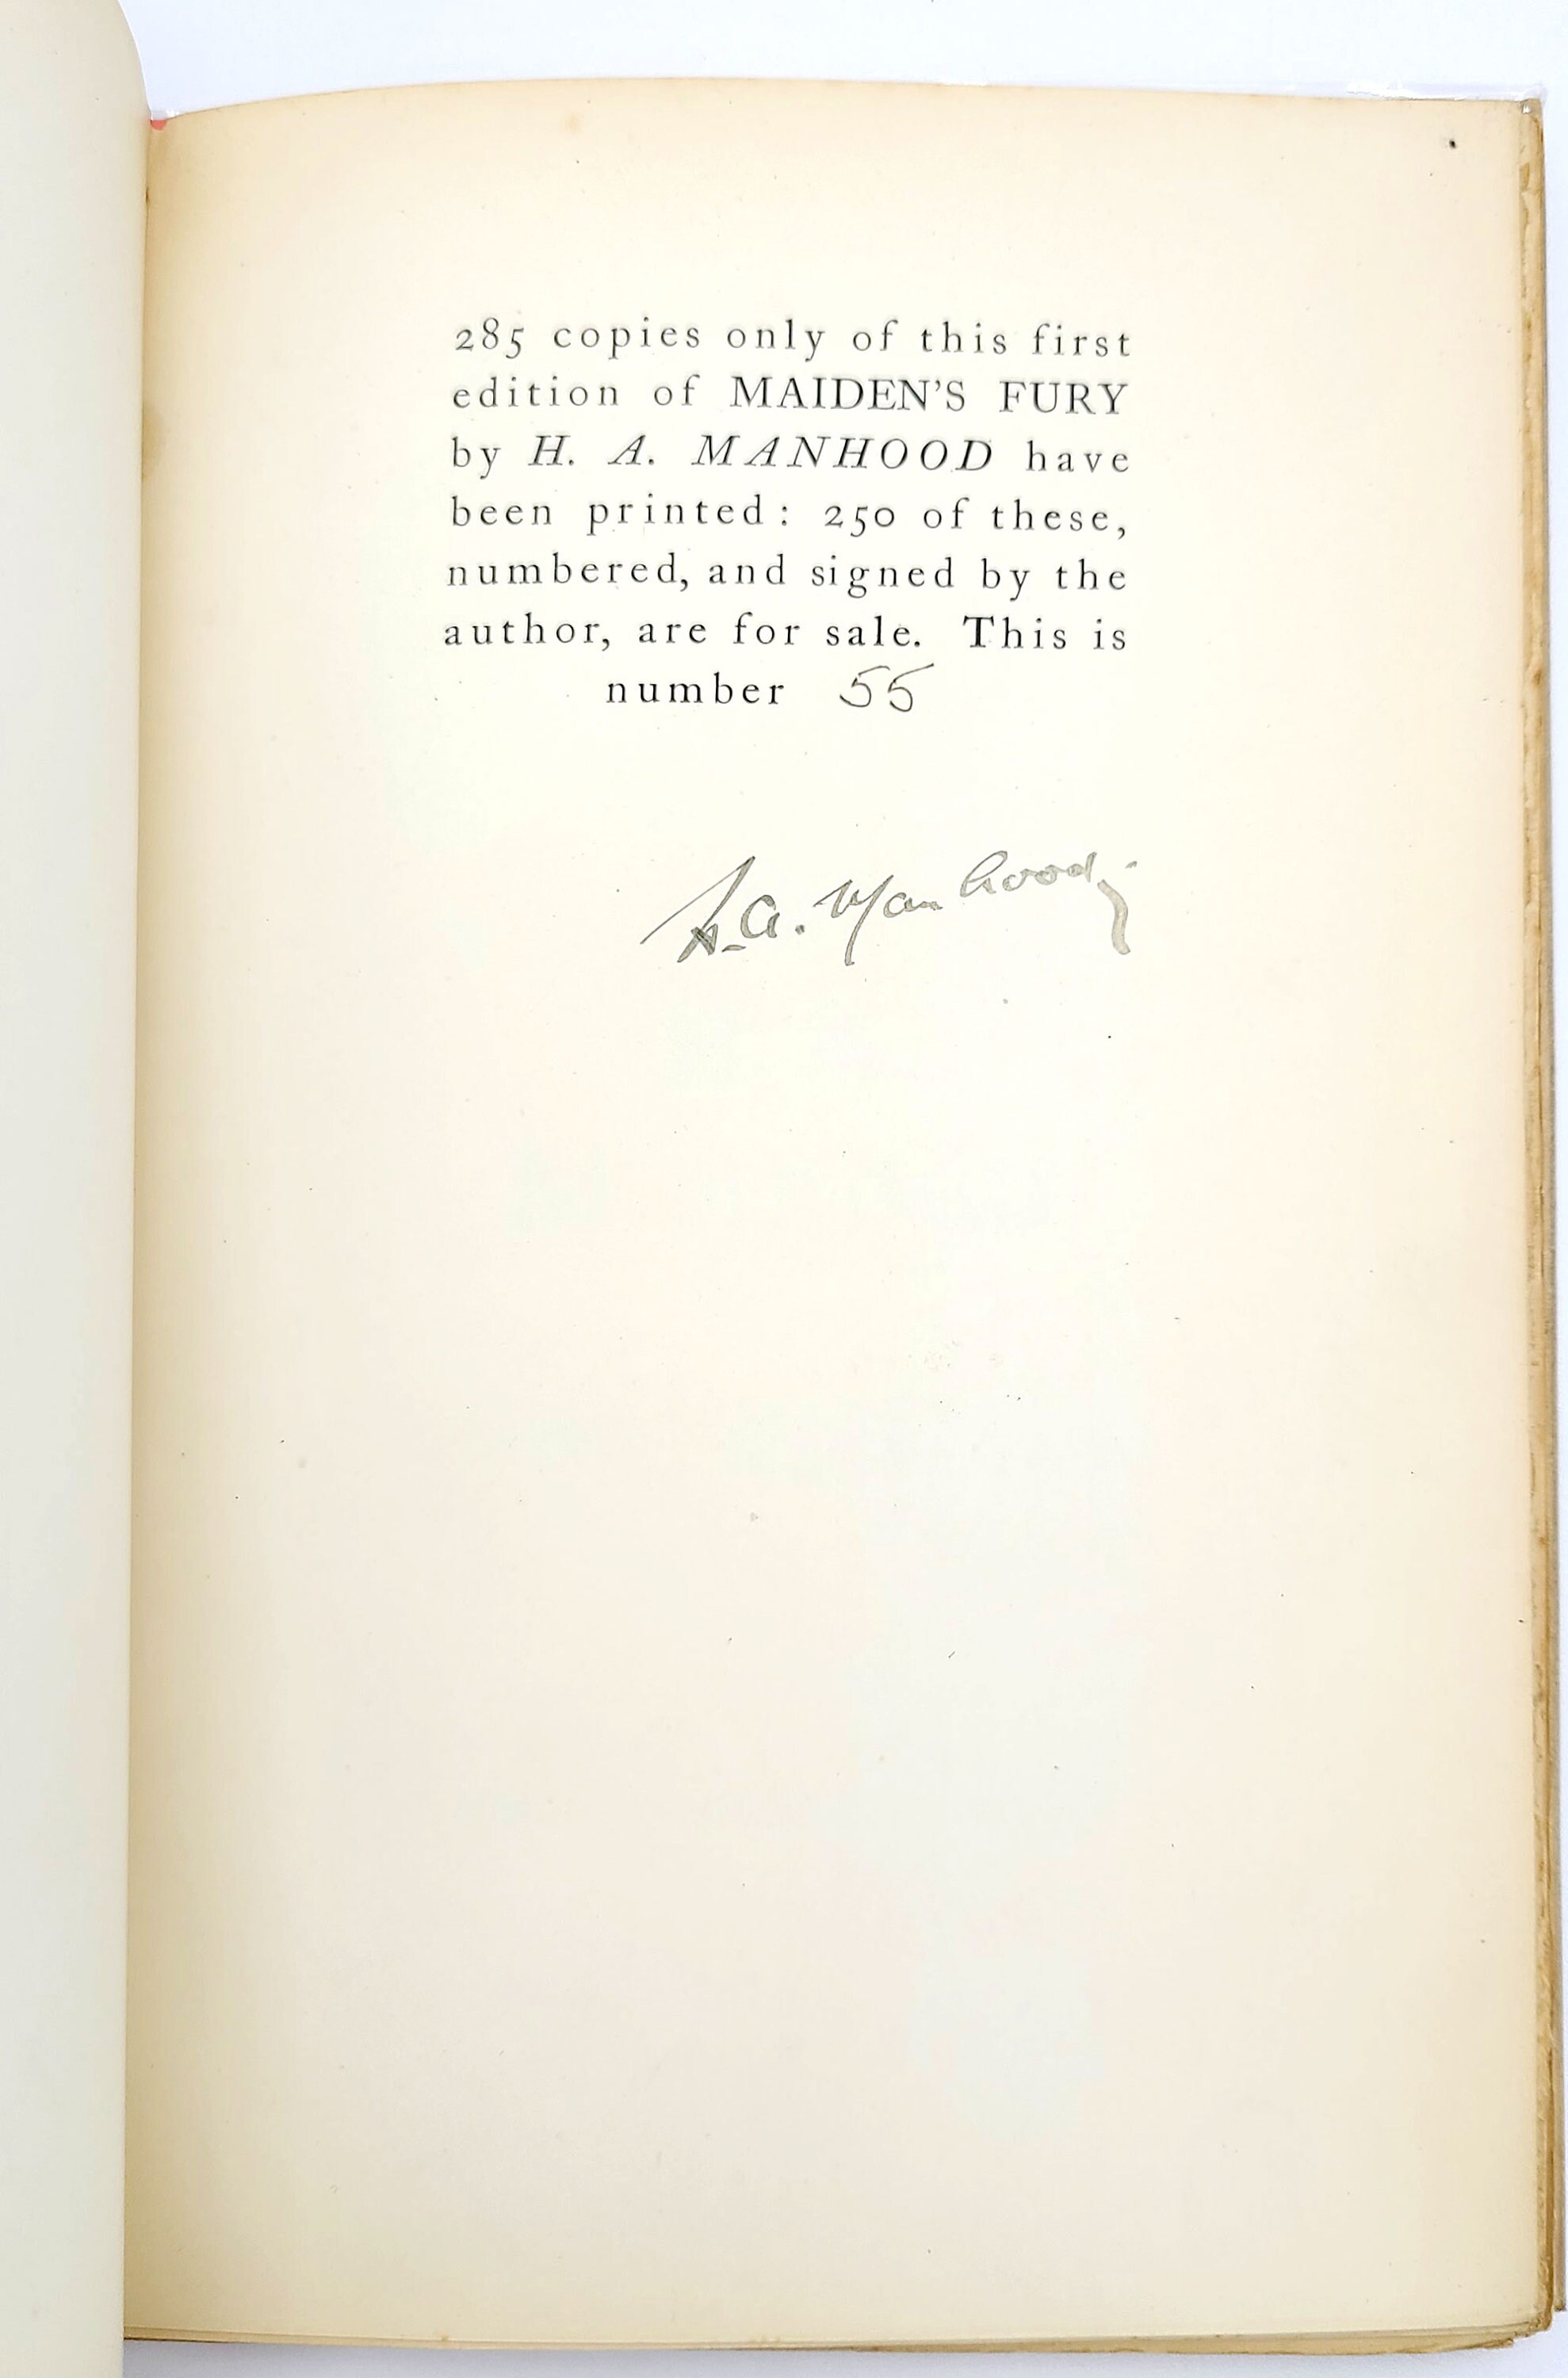 285 copies only of this first
edition of MAIDEN'S FURY
by H. A. MANHOOD have
been printed: 250 of these,
numbered, and signed by the
author, are for sale. This is
number 55
H.A. Manhood.